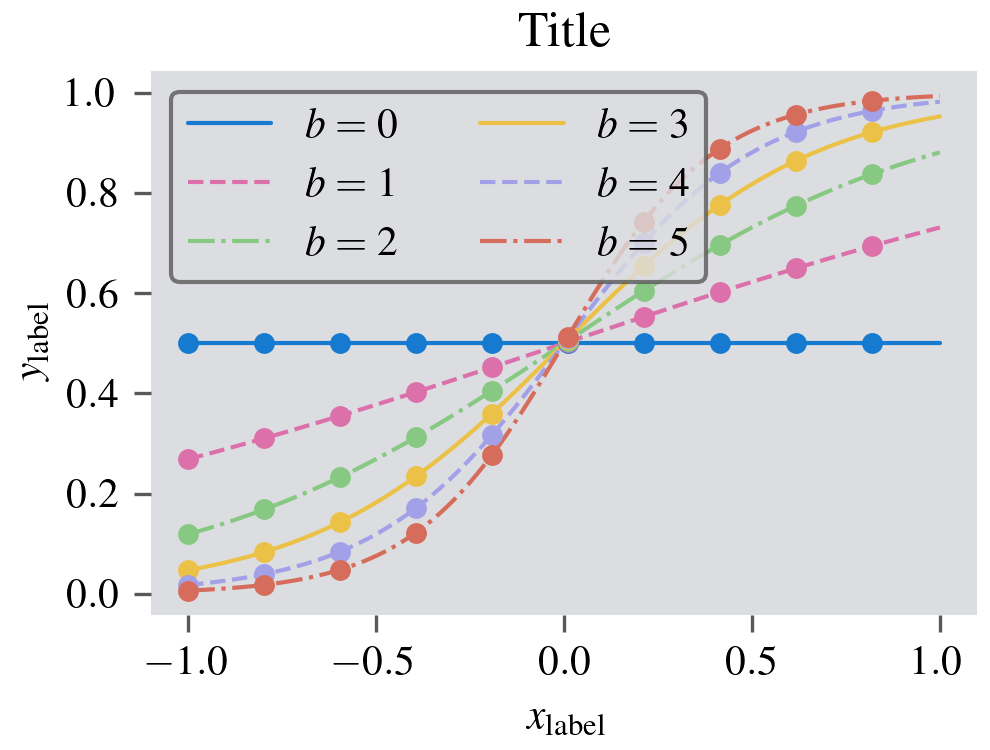 Title
1.0
0.8
0.6
0.4
0.2
0.0
y_label
b = 0
b = 1
b = 2
b = 3
b = 4
b = 5
−1.0 −0.5 0.0 0.5 1.0
x_label